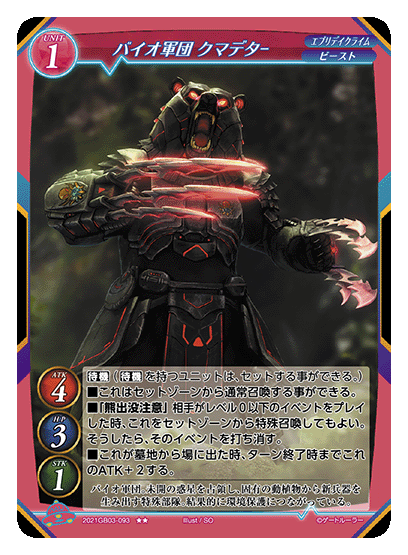 UNIT
1
バイオ軍団 クマデター
エブリデイクライム
ビースト
ATK
4
H.P
3
STK
1
待機（待機を持つユニットは、セットする事ができる。）
■これはセットゾーンから通常召喚する事ができる。
■「熊出没注意」相手がレベル０以下のイベントをプレイ
した時、これをセットゾーンから特殊召喚してもよい。
そうしたら、そのイベントを打ち消す。
■これが墓地から場に出た時、ターン終了時までこれ
のATK＋２する。
バイオ軍団。未開の惑星を占領し、固有の動植物から新兵器を
生み出す特殊部隊。結果的に環境保護につながっている。
2021GB03-093 ★★ Illust / SO ©ゲートルーラー